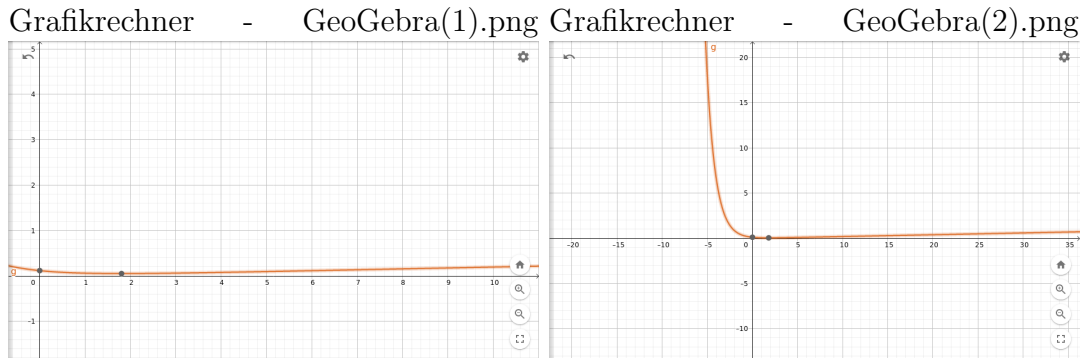 Grafikrechner - GeoGebra(1).png
Grafikrechner - GeoGebra(2).png
5
4
3
2
1
g
0 1 2 3 4 5 6 7 8 9 10
-1
g
20
15
10
5
-20 -15 -10 -5 0 5 10 15 20 25 30 35
-5
-10